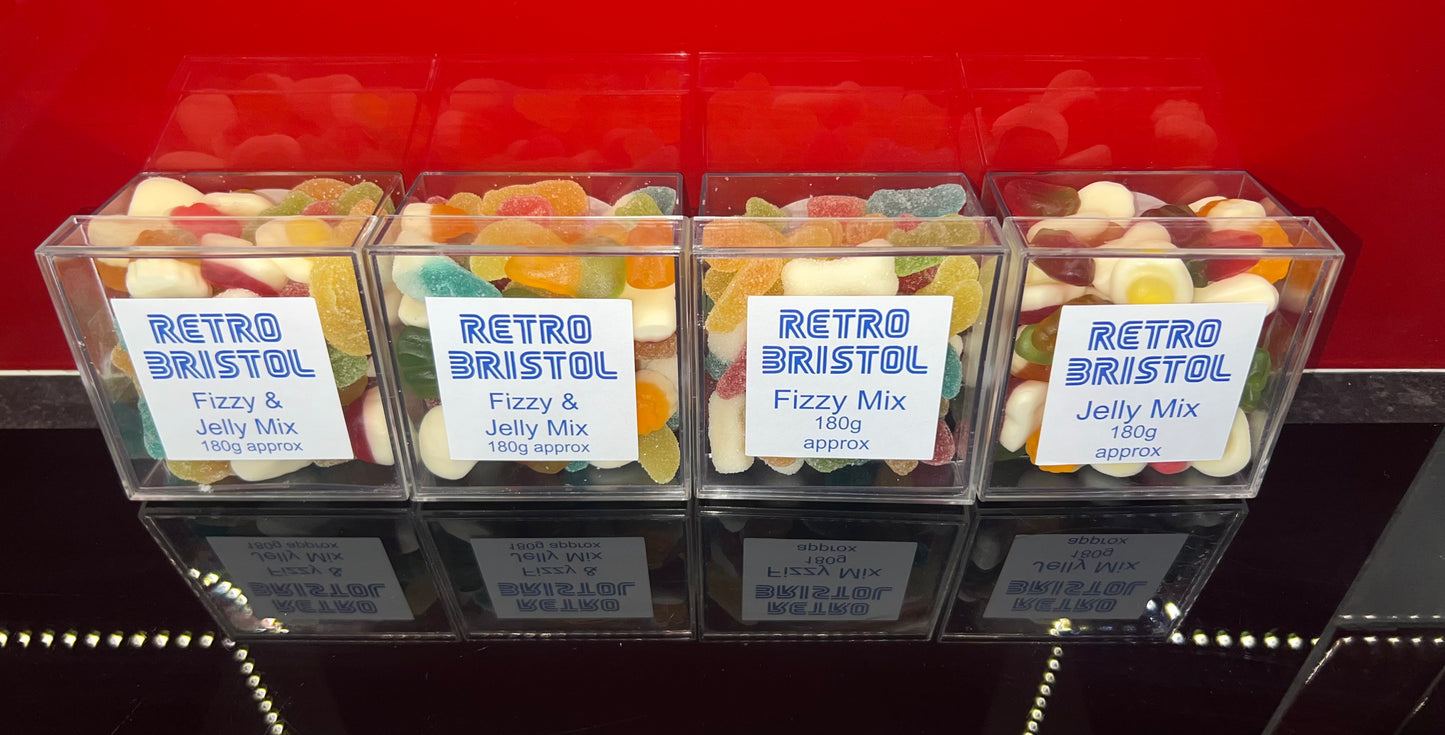 RETRO
BRISTOL
Fizzy &
Jelly Mix
180g approx
RETRO
BRISTOL
Fizzy &
Jelly Mix
180g approx
RETRO
BRISTOL
Fizzy Mix
180g
approx
RETRO
BRISTOL
Jelly Mix
180g
approx